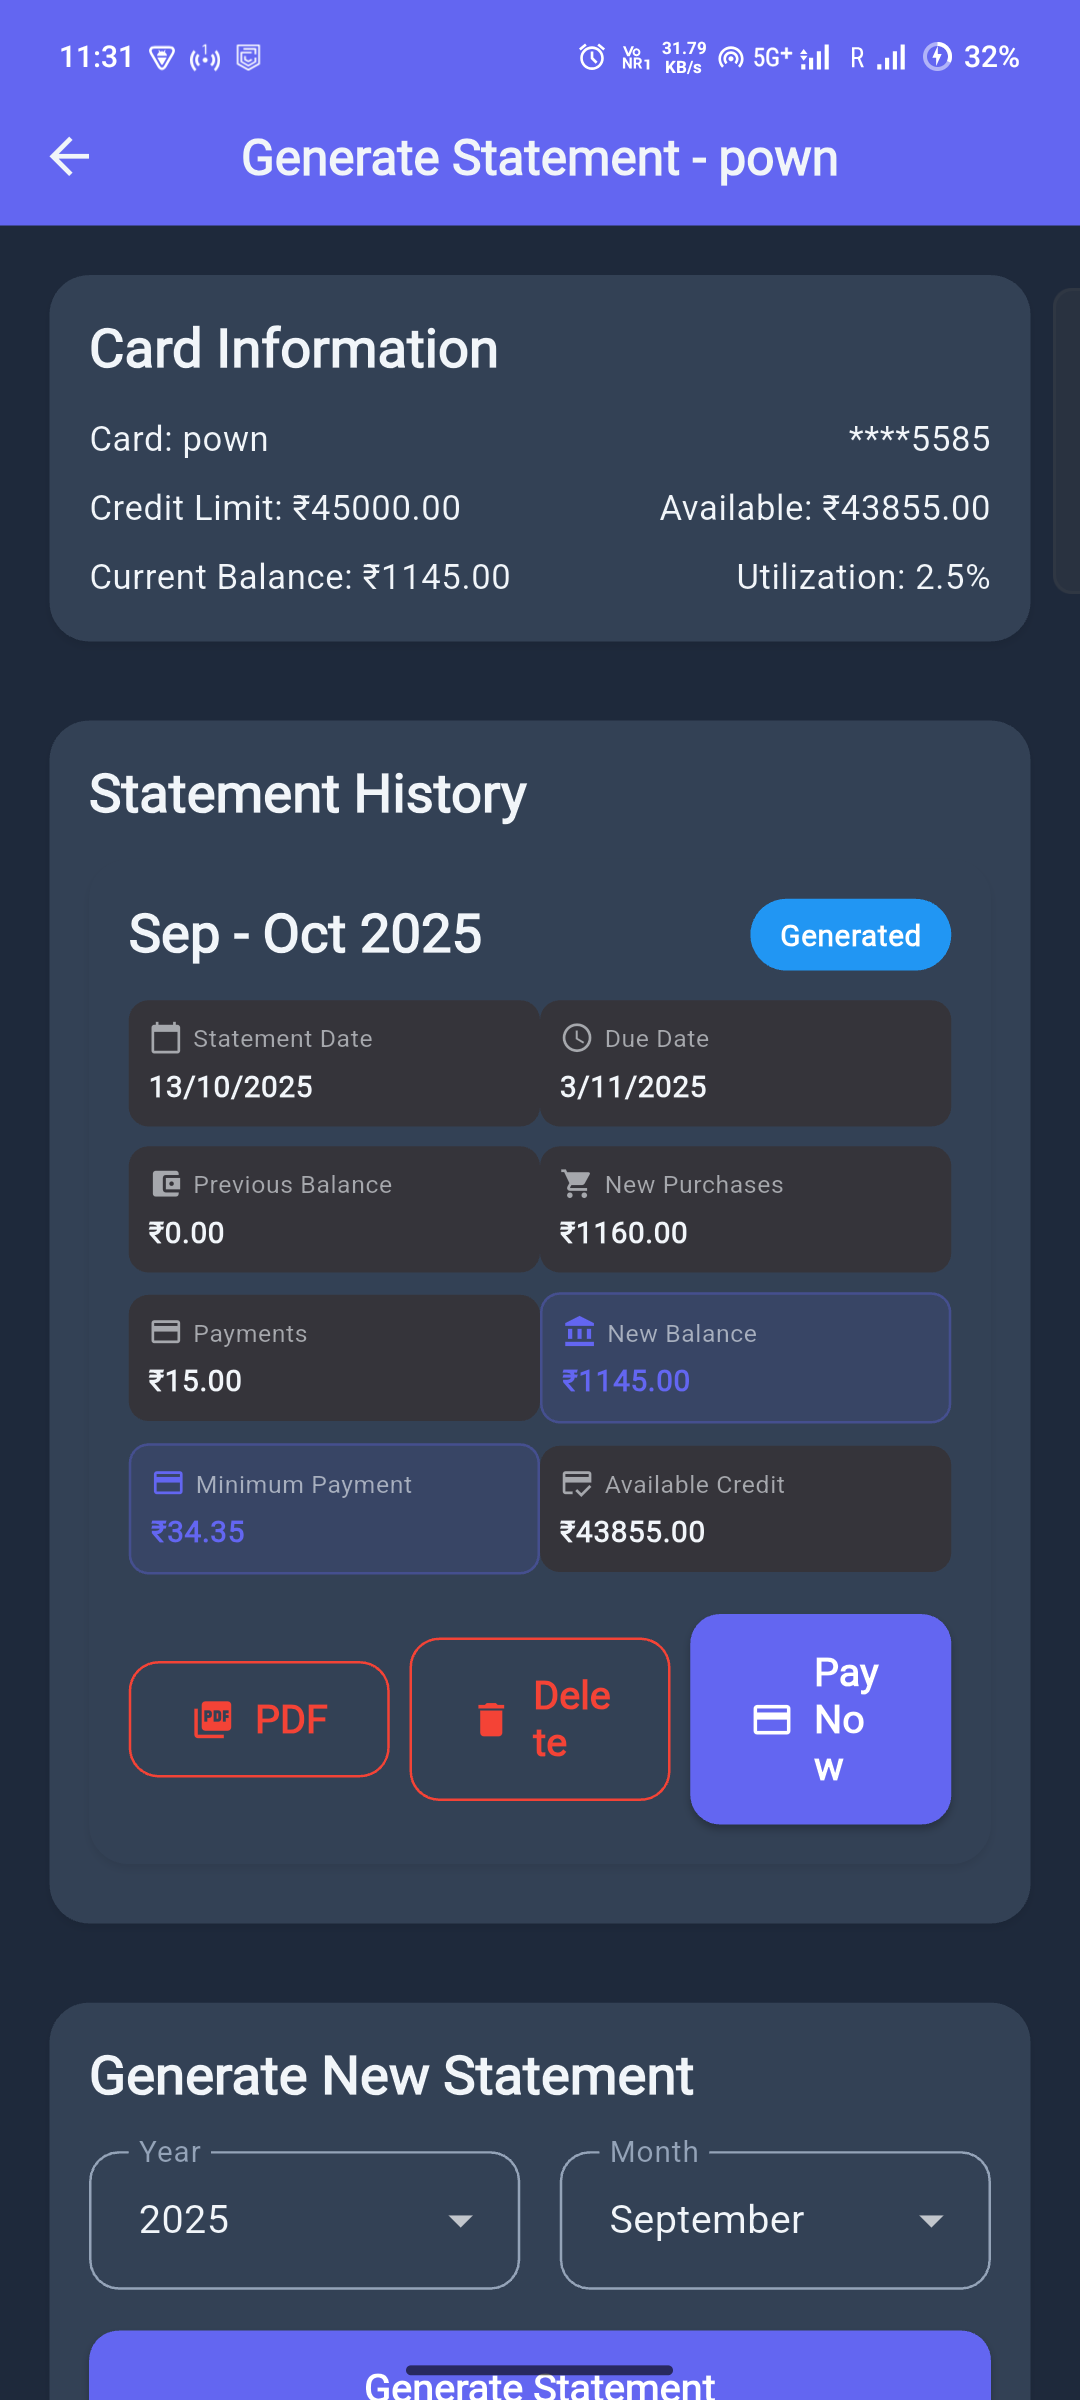 11:31
Vo NR1
31.79 KB/s
5G+
R
32%
Generate Statement - pown
Card Information
Card: pown
****5585
Credit Limit: ₹45000.00
Available: ₹43855.00
Current Balance: ₹1145.00
Utilization: 2.5%
Statement History
Sep - Oct 2025
Generated
Statement Date
13/10/2025
Due Date
3/11/2025
Previous Balance
₹0.00
New Purchases
₹1160.00
Payments
₹15.00
New Balance
₹1145.00
Minimum Payment
₹34.35
Available Credit
₹43855.00
PDF
PDF
Dele
te
Pay
No
w
Generate New Statement
Year
2025
Month
September
Generate Statement